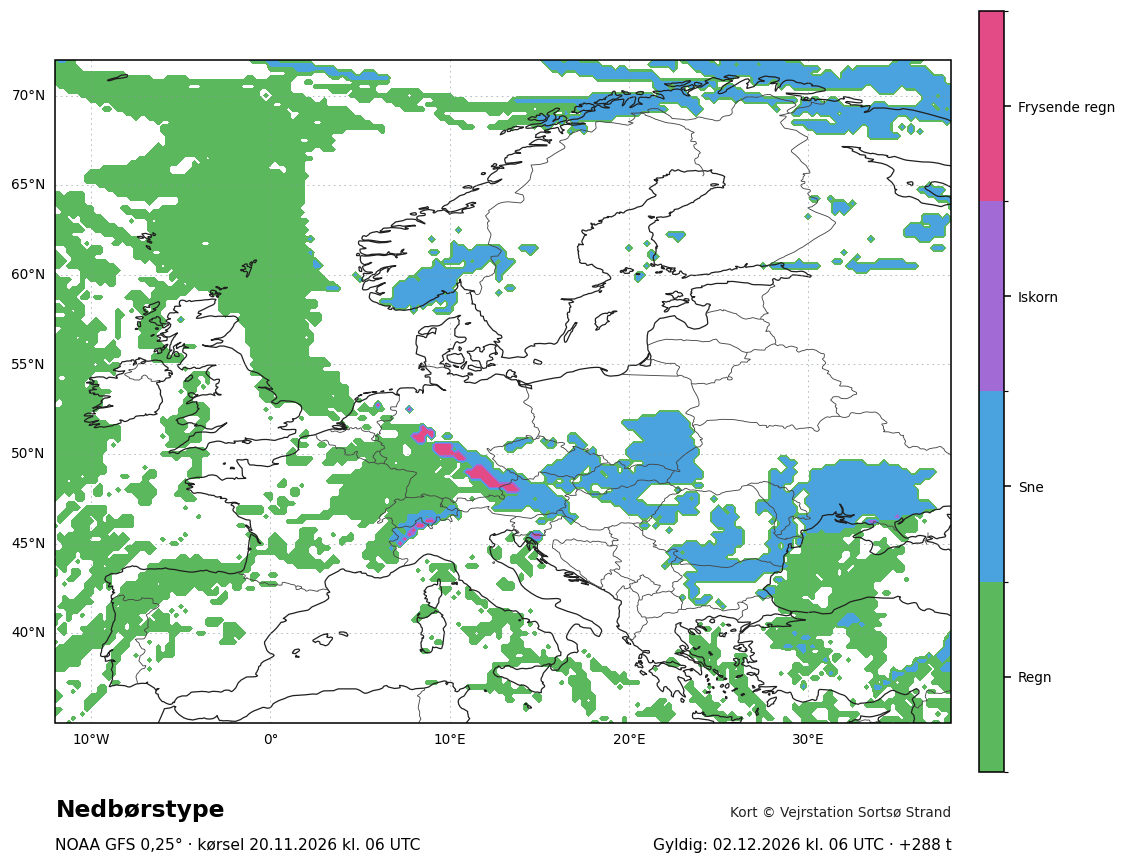 70°N
65°N
60°N
55°N
50°N
45°N
40°N
10°W
0°
10°E
20°E
30°E
Frysende regn
Iskorn
Sne
Regn
Nedbørstype
Kort © Vejrstation Sortsø Strand
NOAA GFS 0,25° · kørsel 20.11.2026 kl. 06 UTC
Gyldig: 02.12.2026 kl. 06 UTC · +288 t